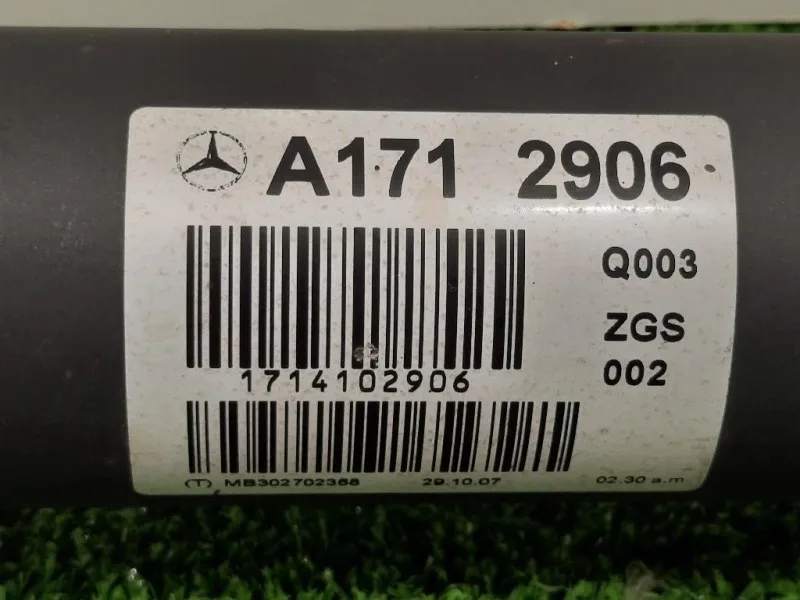 A171 2906
Q003
ZGS
002
1714102906
(T) MB302702368 29.10.07 02.30 a.m